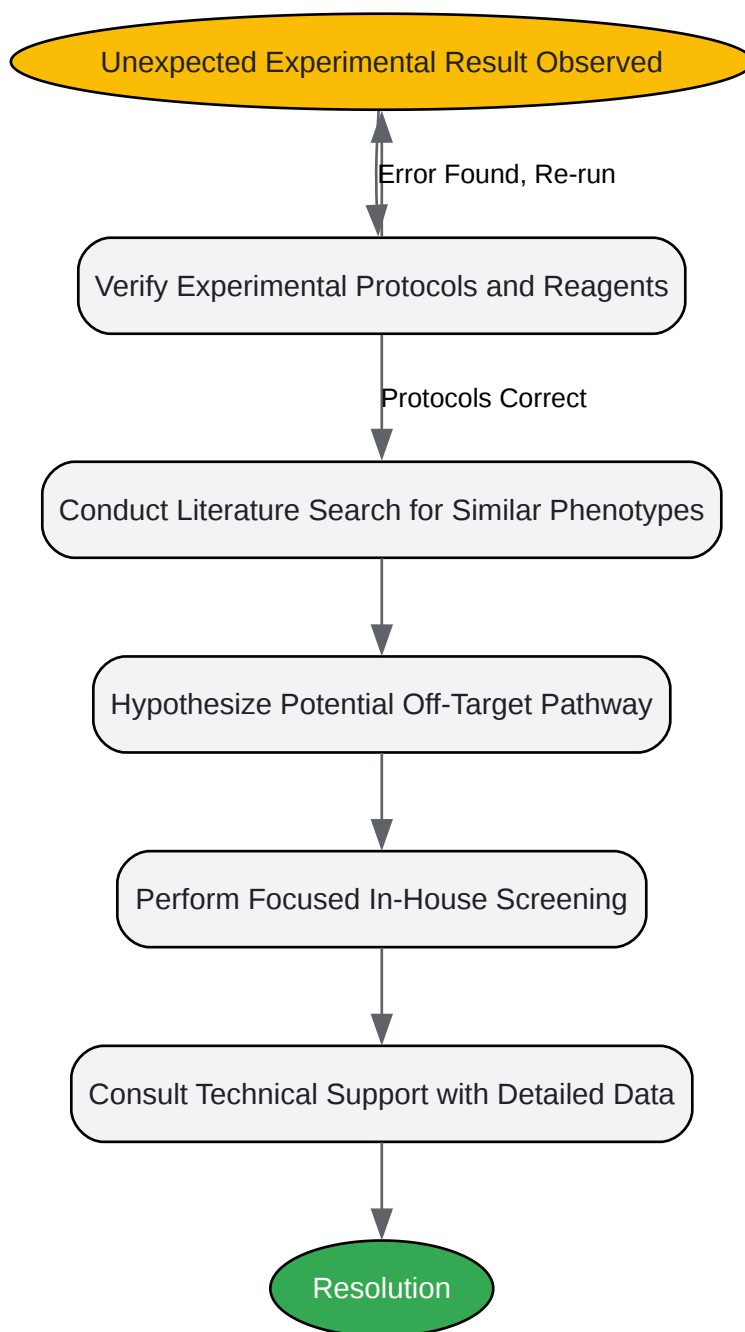 Unexpected Experimental Result Observed
Error Found, Re-run
Verify Experimental Protocols and Reagents
Protocols Correct
Conduct Literature Search for Similar Phenotypes
Hypothesize Potential Off-Target Pathway
Perform Focused In-House Screening
Consult Technical Support with Detailed Data
Resolution